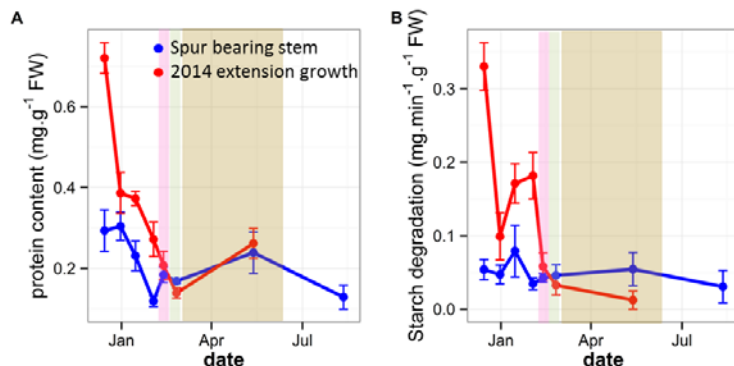 A
protein content (mg.g⁻¹ FW)
0.6
0.4
0.2
Spur bearing stem
2014 extension growth
Jan
Apr
Jul
date
B
Starch degradation (mg.min⁻¹.g⁻¹ FW)
0.3
0.2
0.1
0.0
Jan
Apr
Jul
date